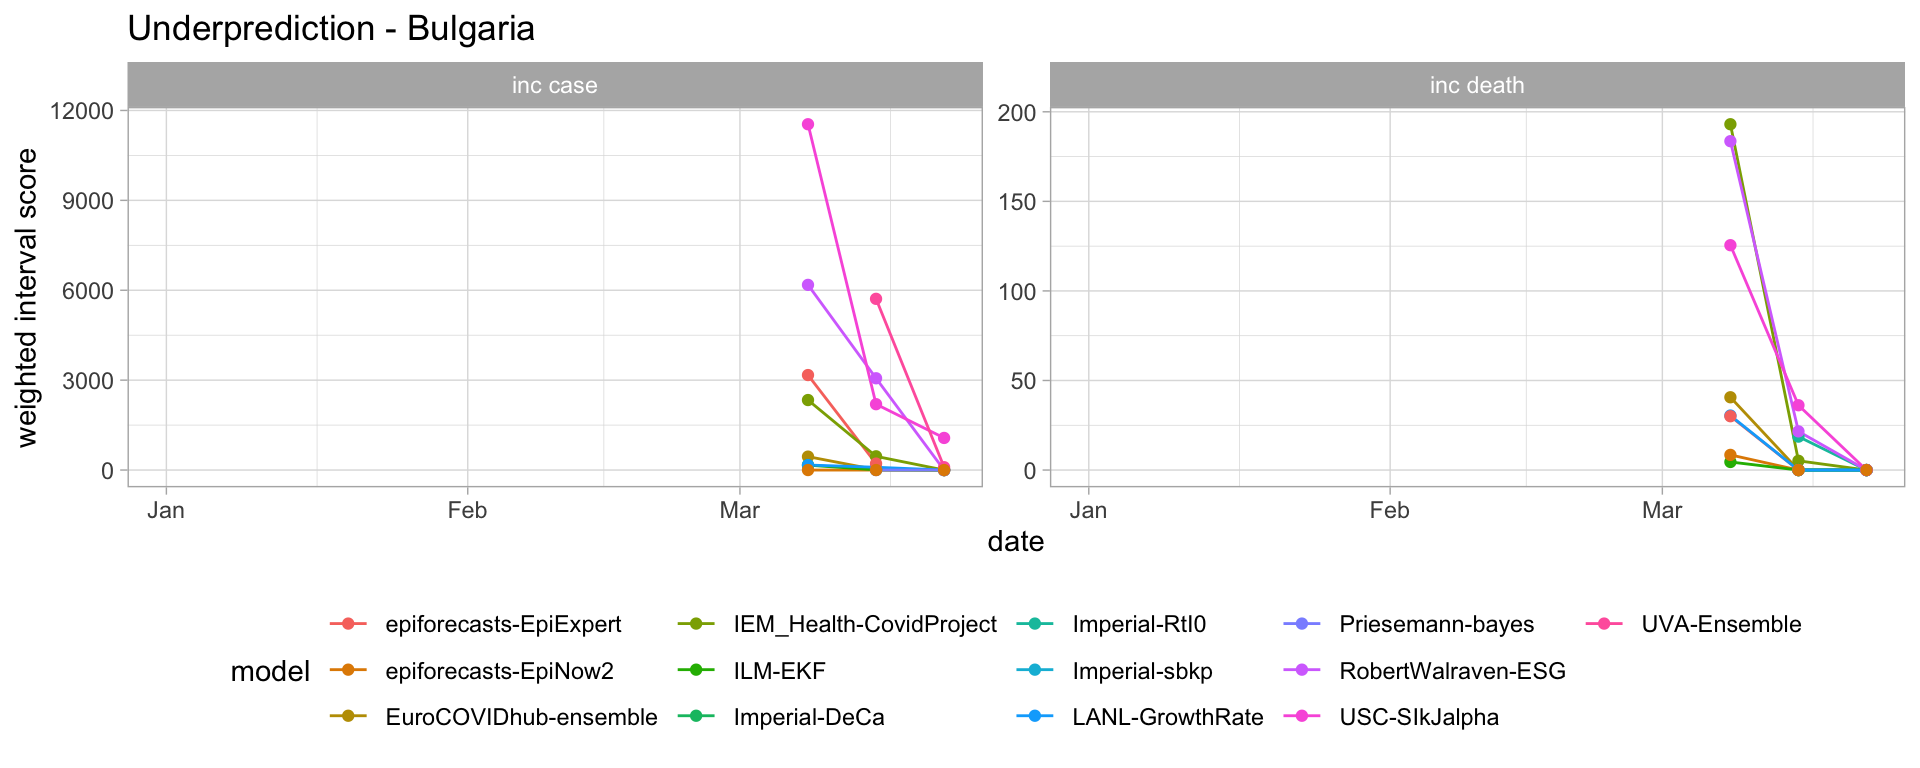 Underprediction - Bulgaria
inc case
inc death
weighted interval score
12000
9000
6000
3000
0
200
150
100
50
0
Jan
Feb
Mar
Jan
Feb
Mar
date
model
epiforecasts-EpiExpert
epiforecasts-EpiNow2
EuroCOVIDhub-ensemble
IEM_Health-CovidProject
ILM-EKF
Imperial-DeCa
Imperial-RtI0
Imperial-sbkp
LANL-GrowthRate
Priesemann-bayes
RobertWalraven-ESG
USC-SIkJalpha
UVA-Ensemble